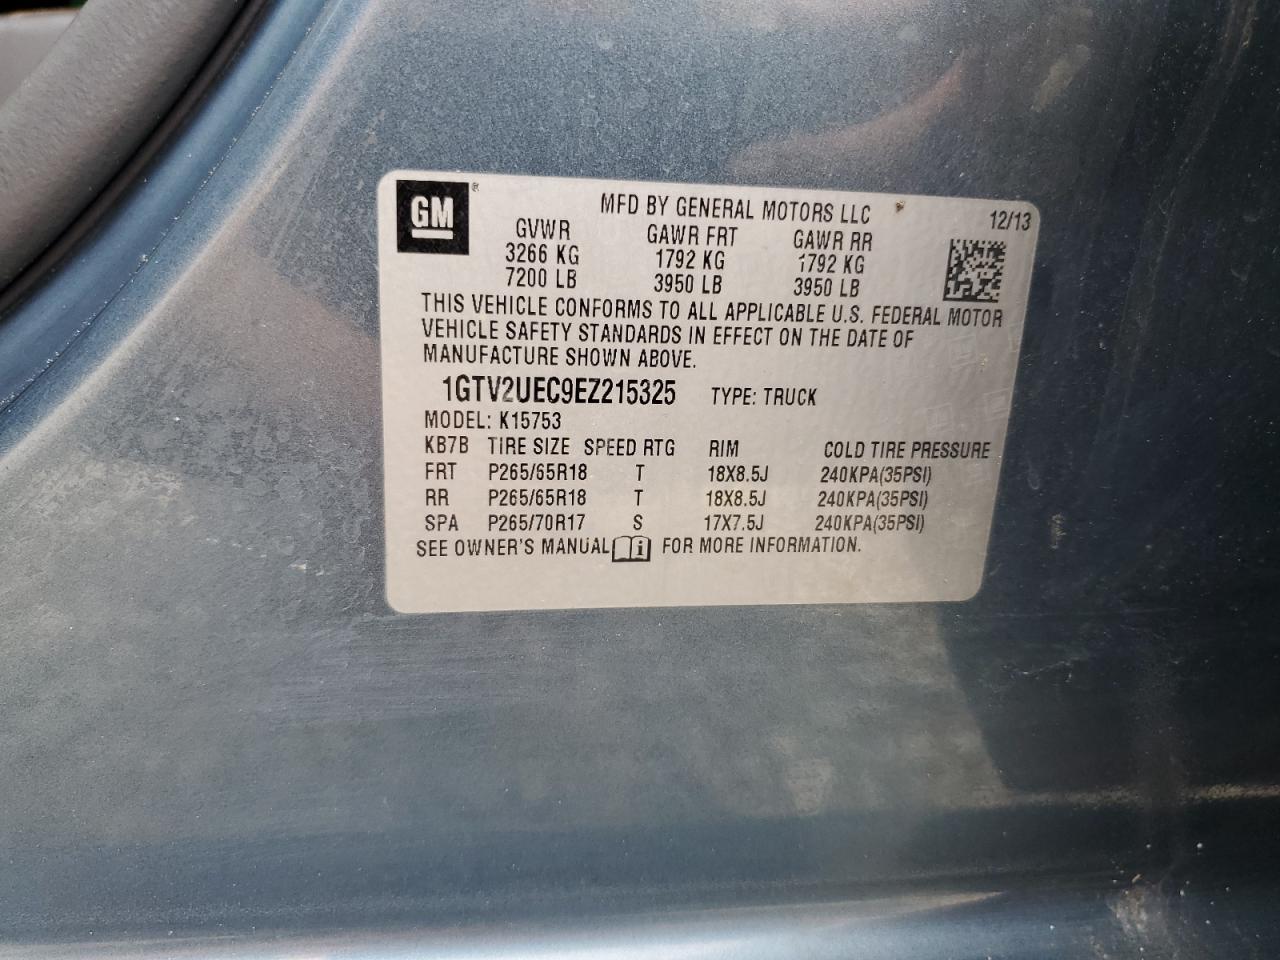 GM®
MFD BY GENERAL MOTORS LLC 12/13
GVWR GAWR FRT GAWR RR
3266 KG 1792 KG 1792 KG
7200 LB 3950 LB 3950 LB
THIS VEHICLE CONFORMS TO ALL APPLICABLE U.S. FEDERAL MOTOR
VEHICLE SAFETY STANDARDS IN EFFECT ON THE DATE OF
MANUFACTURE SHOWN ABOVE.
1GTV2UEC9EZ215325 TYPE: TRUCK
MODEL: K15753
KB7B TIRE SIZE SPEED RTG RIM COLD TIRE PRESSURE
FRT P265/65R18 T 18X8.5J 240KPA(35PSI)
RR P265/65R18 T 18X8.5J 240KPA(35PSI)
SPA P265/70R17 S 17X7.5J 240KPA(35PSI)
SEE OWNER'S MANUAL FOR MORE INFORMATION.